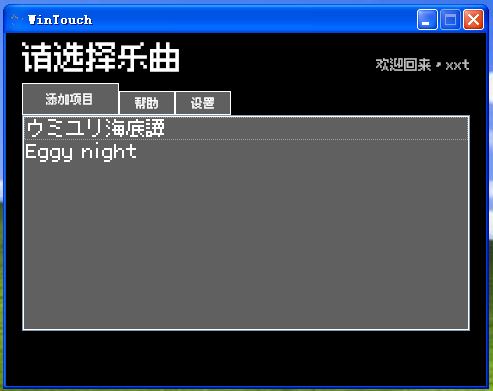 WinTouch
请选择乐曲
欢迎回来,xxt
添加项目 帮助 设置
ウミユリ海底譚
Eggy night